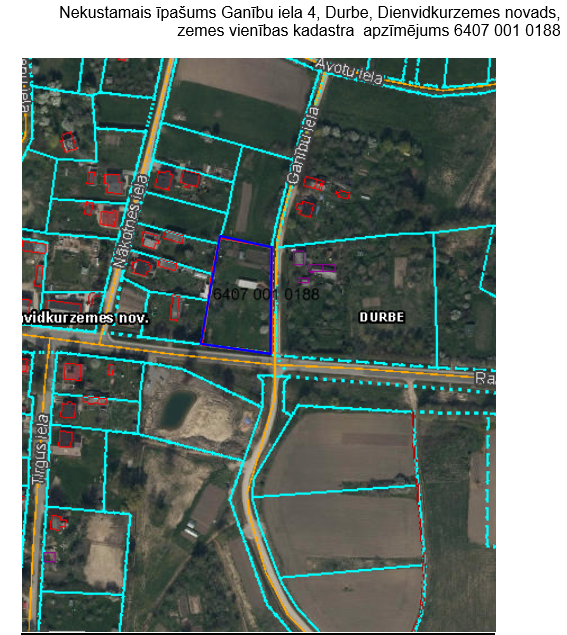 Nekustamais īpašums Ganību iela 4, Durbe, Dienvidkurzemes novads,
zemes vienības kadastra apzīmējums 6407 001 0188
Avotu iela
Ganību iela
Nākotnes iela
6407 001 0188
vidkurzemes nov.
DURBE
Tirgus iela